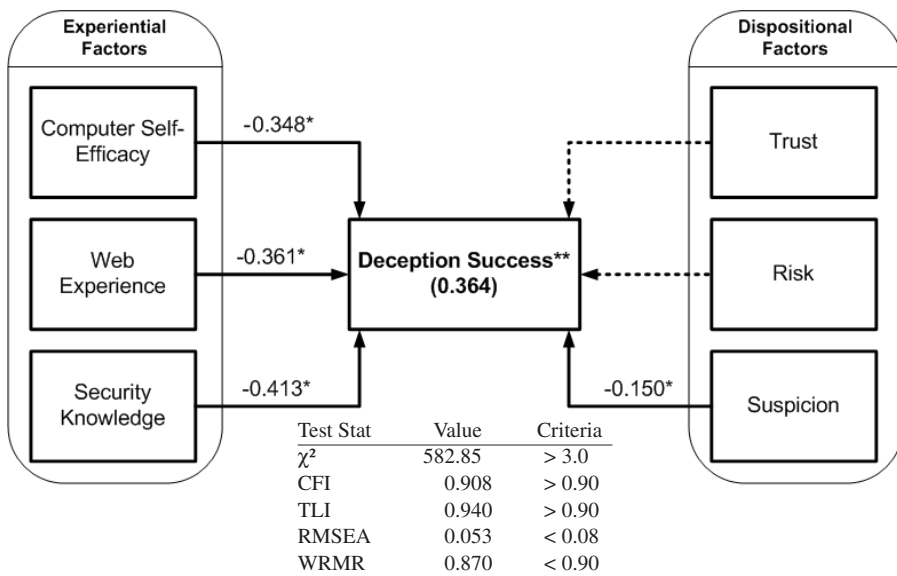 Experiential
Factors
Computer Self-
Efficacy
-0.348*
Web
Experience
-0.361*
Security
Knowledge
-0.413*
Deception Success**
(0.364)
Dispositional
Factors
Trust
Risk
Suspicion
-0.150*
Test Stat Value Criteria
χ² 582.85 > 3.0
CFI 0.908 > 0.90
TLI 0.940 > 0.90
RMSEA 0.053 < 0.08
WRMR 0.870 < 0.90